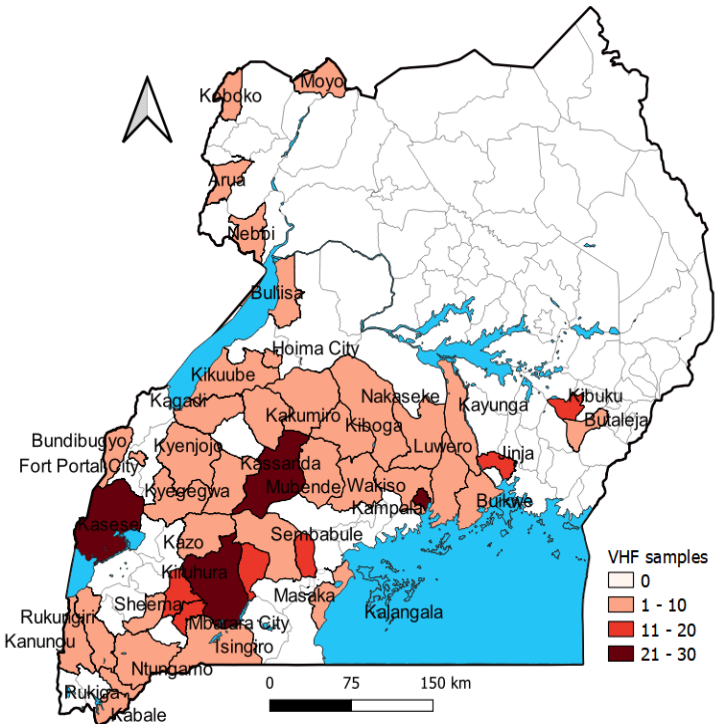 Moyo
Koboko
Arua
Nebbi
Buliisa
Hoima City
Kikuube
Kagadi
Nakaseke
Kayunga
Kibuku
Kakumiro
Kiboga
Butaleja
Bundibugyo
Kyenjojo
Luwero
Jinja
Fort Portal City
Kassanda
Kyegegwa
Mubende
Wakiso
Buikwe
Kampala
Kasese
Kazo
Sembabule
Kiruhura
Masaka
Kalangala
Sheema
Rukungiri
Mbarara City
Kanungu
Isingiro
Ntungamo
Rukiga
Kabale
VHF samples
0
1 - 10
11 - 20
21 - 30
0 75 150 km